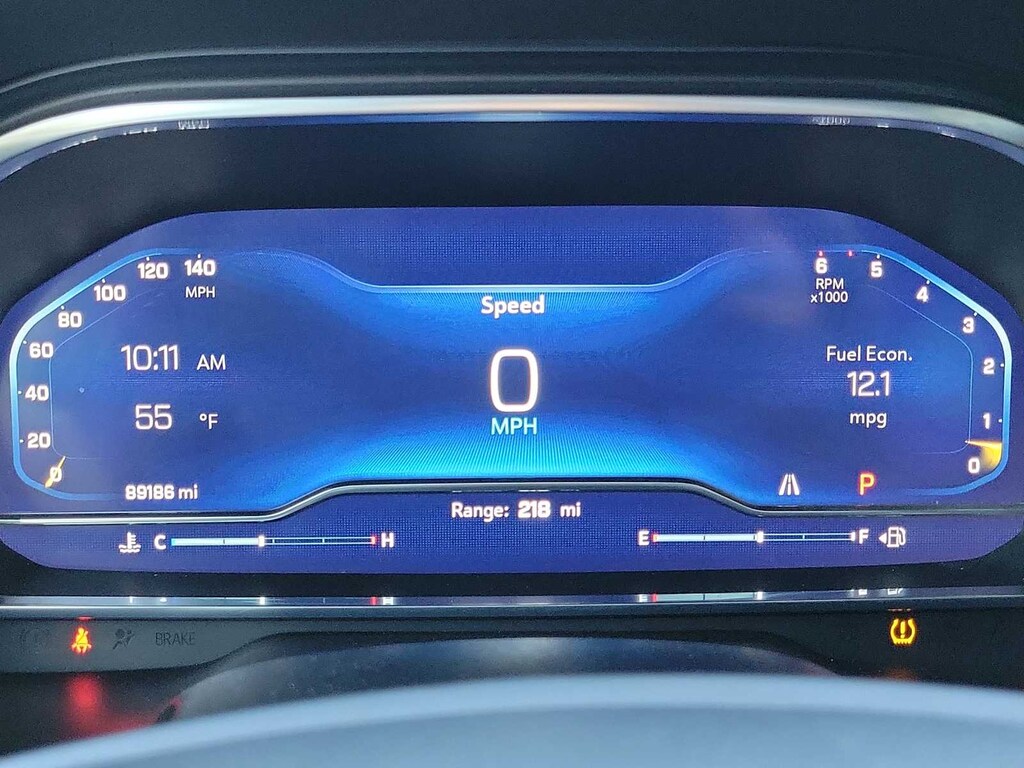 120 140
100 MPH
80
60
40
20
0
10:11 AM
55 °F
89186 mi
Speed
0
MPH
6 5
RPM
x1000
4
3
2
1
0
Fuel Econ.
12.1
mpg
P
Range: 218 mi
C H
E F
BRAKE